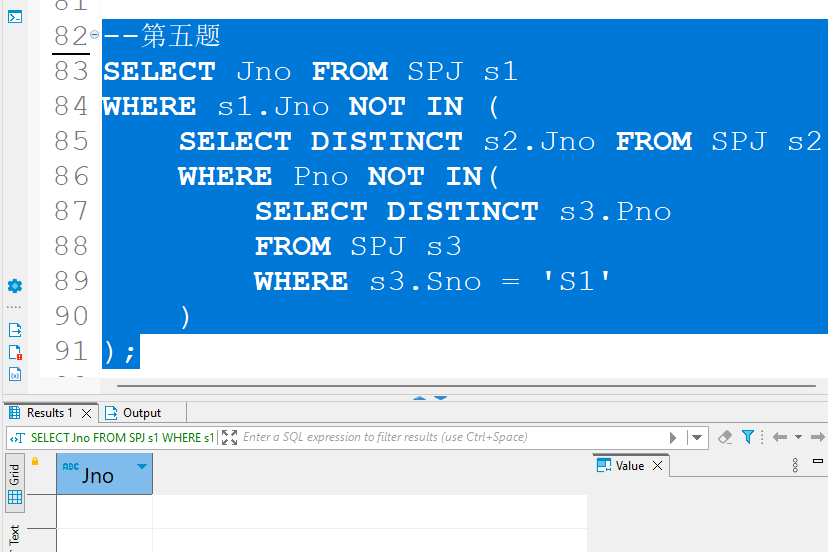 81
82 --第五题
83 SELECT Jno FROM SPJ s1
84 WHERE s1.Jno NOT IN (
85 SELECT DISTINCT s2.Jno FROM SPJ s2
86 WHERE Pno NOT IN(
87 SELECT DISTINCT s3.Pno
88 FROM SPJ s3
89 WHERE s3.Sno = 'S1'
90 )
91 );
Results 1 Output
SELECT Jno FROM SPJ s1 WHERE s1 Enter a SQL expression to filter results (use Ctrl+Space)
Grid
ABC Jno
Value
Text